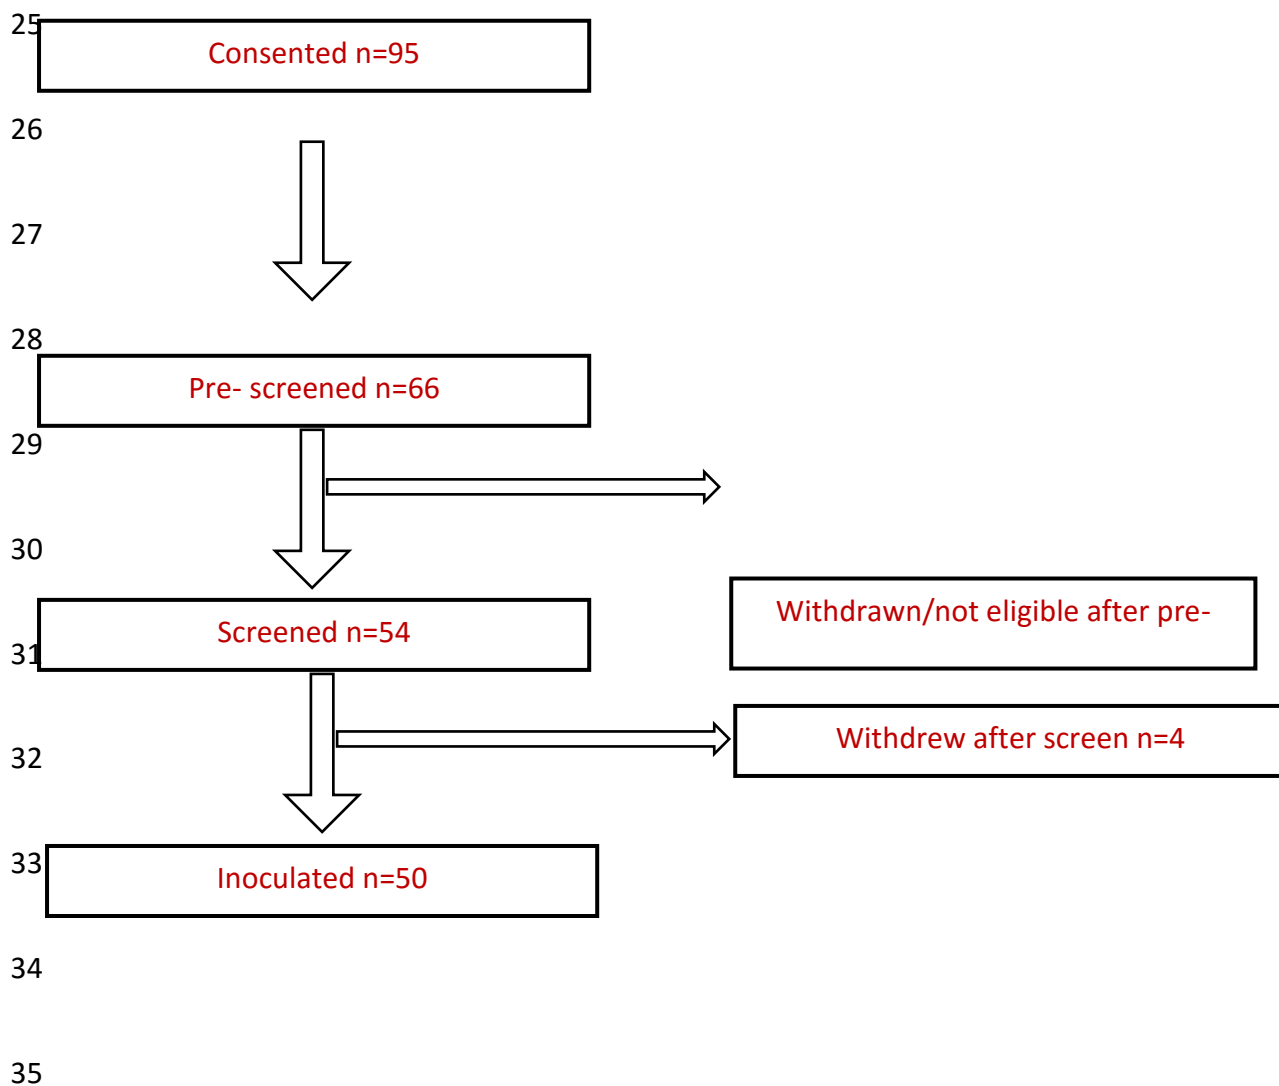 25
Consented n=95
26
27
28
Pre- screened n=66
29
30
Screened n=54
Withdrawn/not eligible after pre-
31
Withdrew after screen n=4
32
33
Inoculated n=50
34
35